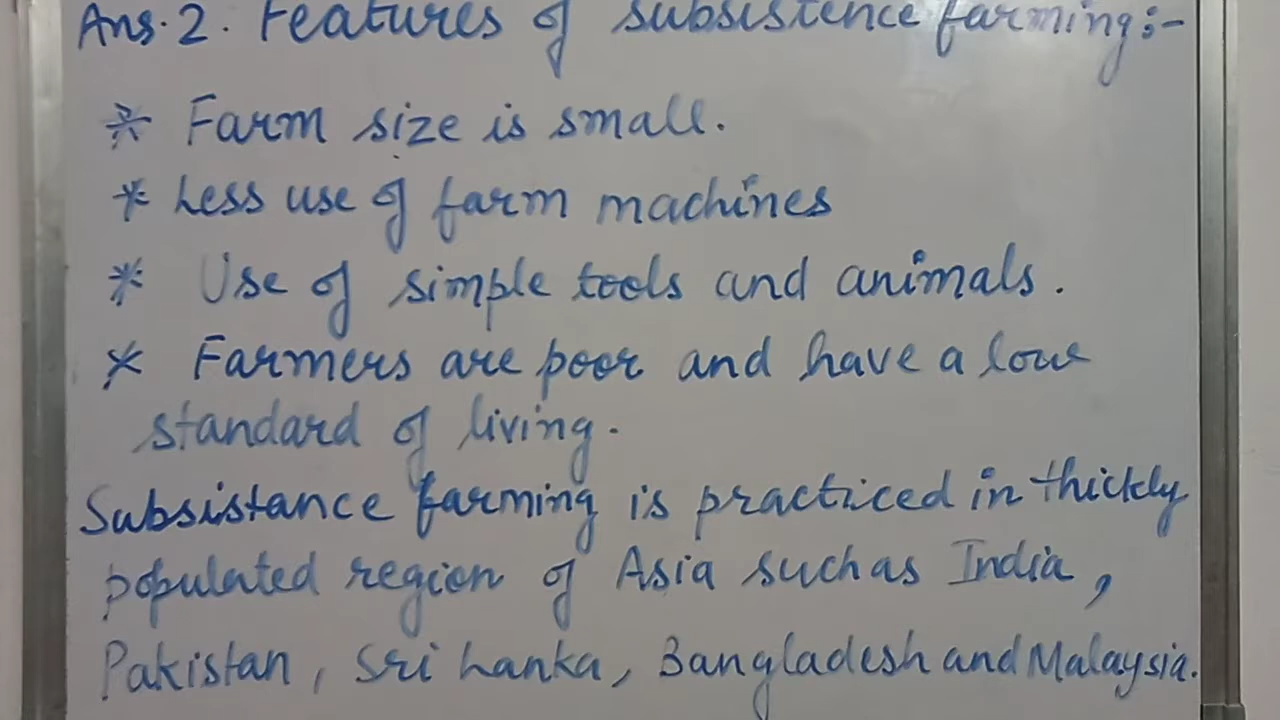 Ans. 2. Features of subsistence farming :-
* Farm size is small.
* Less use of farm machines
* Use of simple tools and animals.
* Farmers are poor and have a low
standard of living.
Subsistance farming is practiced in thickly
populated region of Asia such as India,
Pakistan, Sri Lanka, Bangladesh and Malaysia.